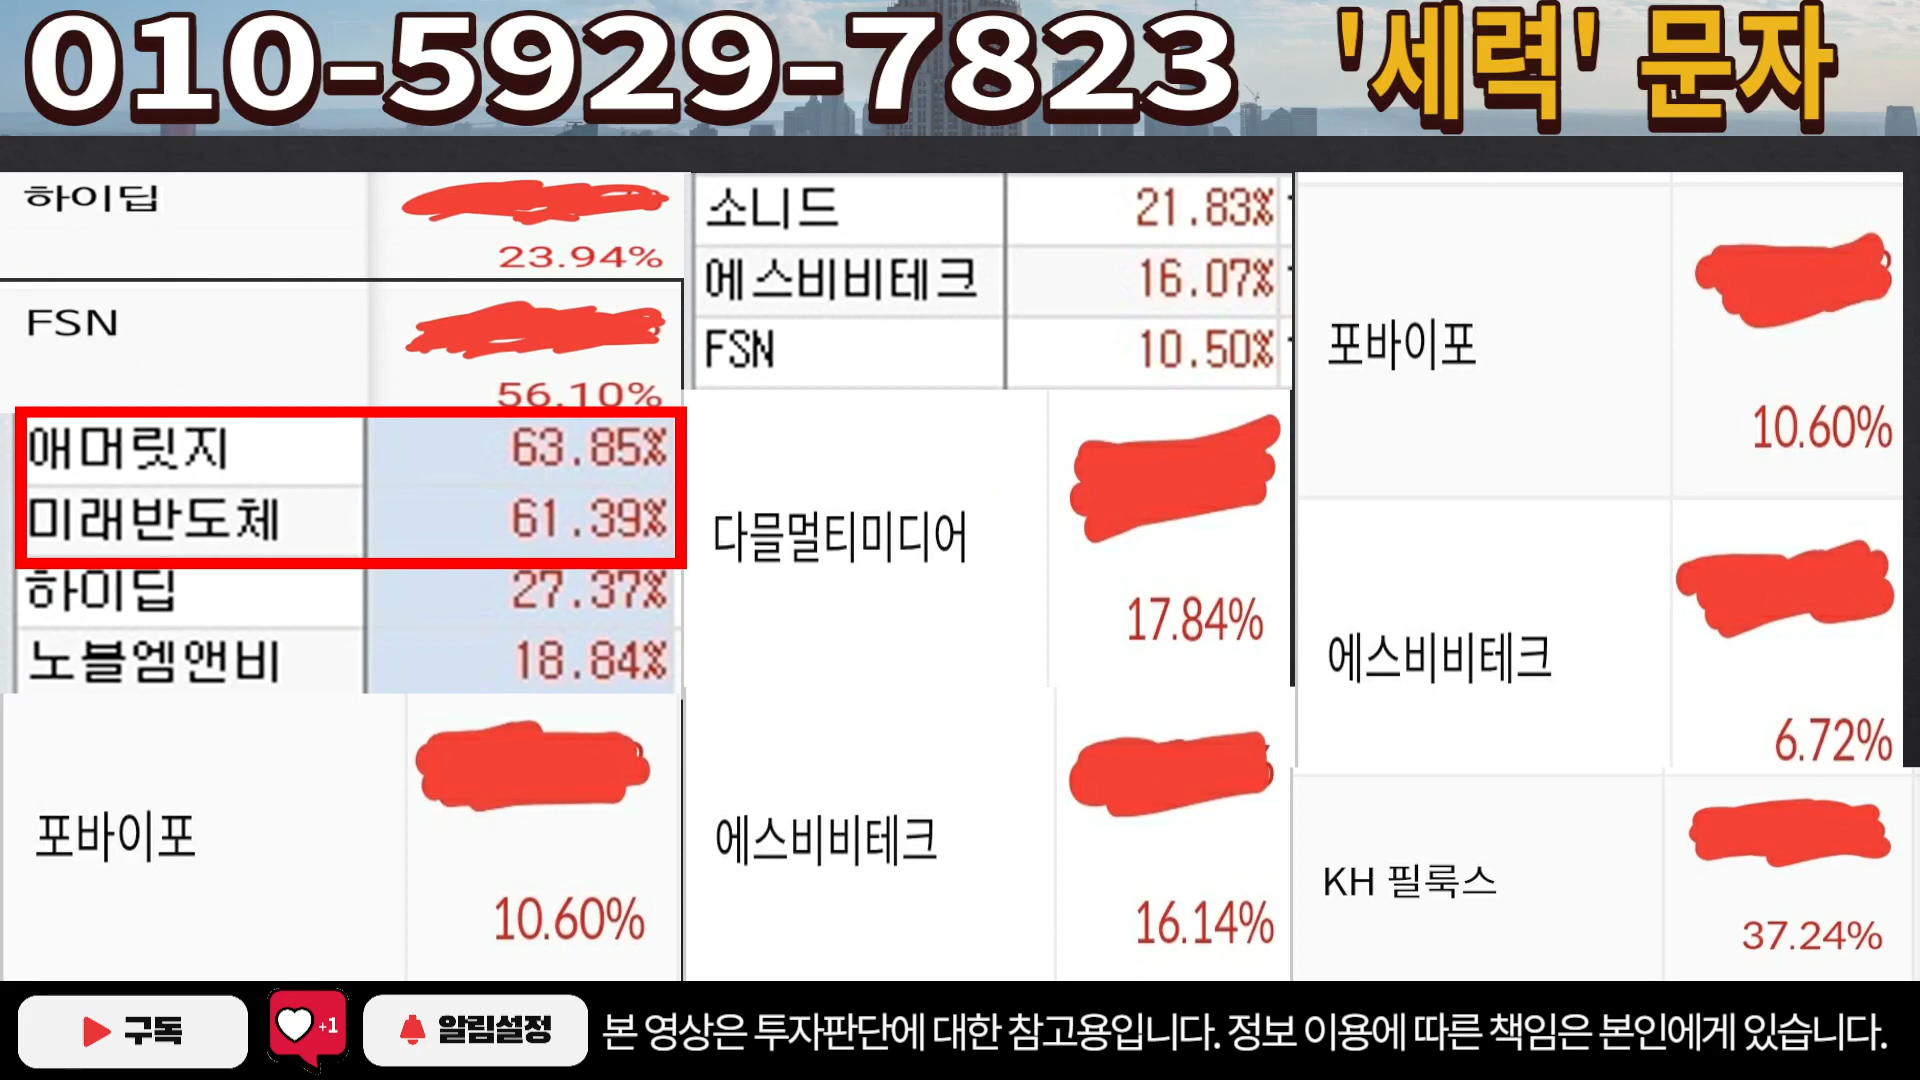 010-5929-7823 '세력' 문자
하이딥
23.94%
FSN
56.10%
애머릿지 63.85%
미래반도체 61.39%
하이딥 27.37%
노블엠앤비 18.84%
포바이포
10.60%
소니드 21.83%
에스비비테크 16.07%
FSN 10.50%
다믈멀티미디어
17.84%
에스비비테크
16.14%
포바이포
10.60%
에스비비테크
6.72%
KH 필룩스
37.24%
구독 +1 알림설정 본 영상은 투자판단에 대한 참고용입니다. 정보 이용에 따른 책임은 본인에게 있습니다.